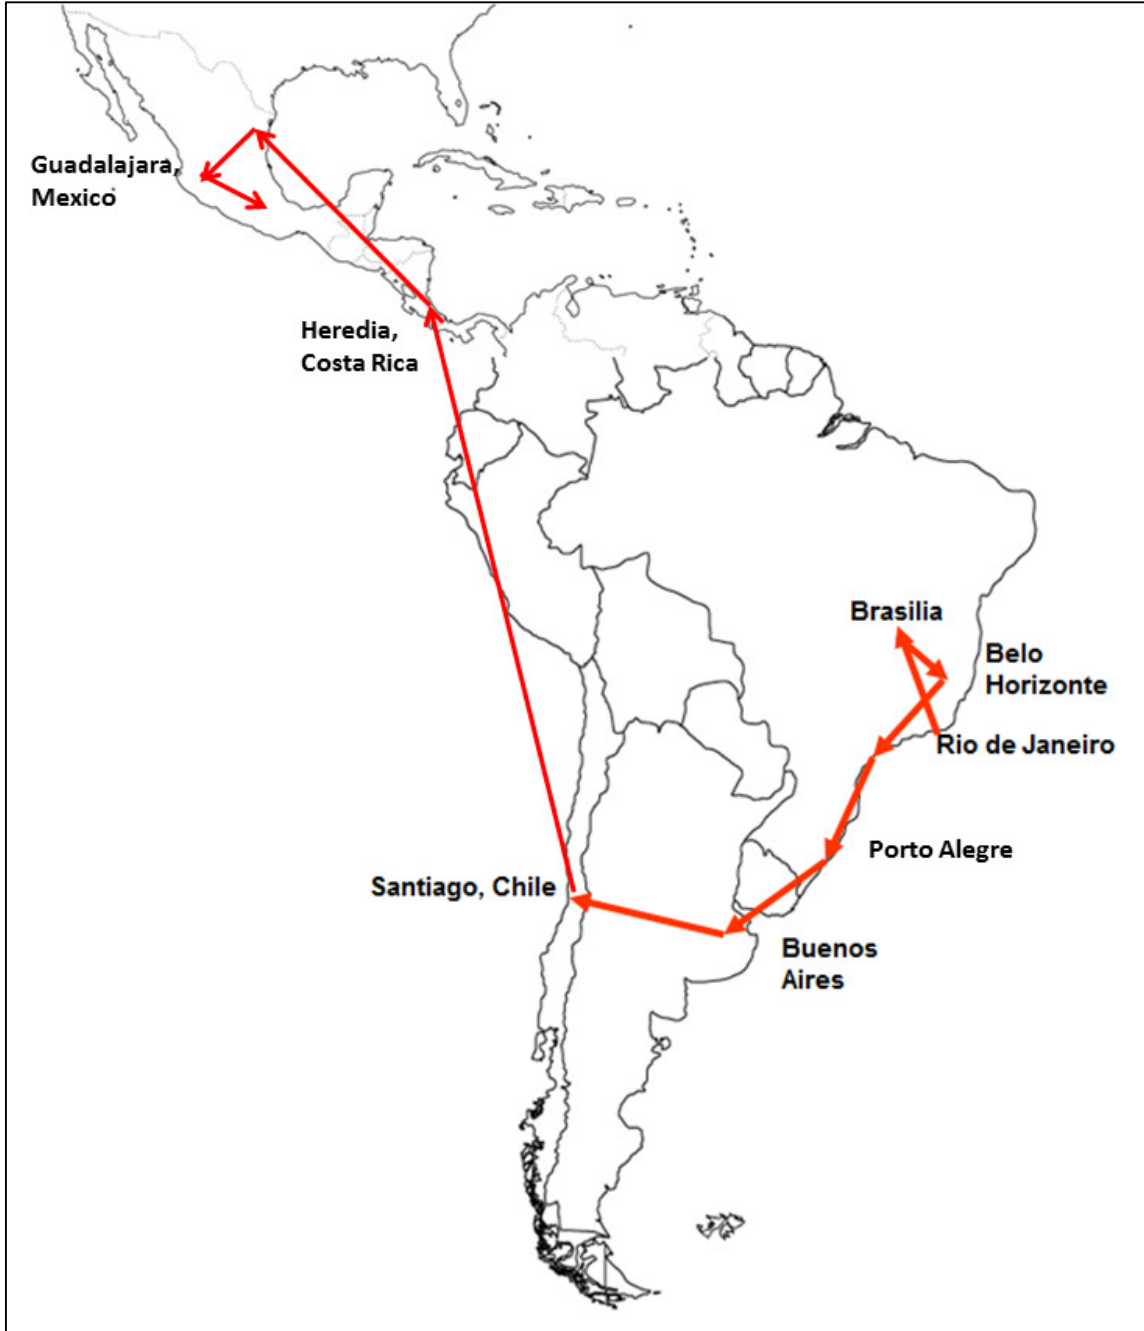 Guadalajara,
Mexico
Heredia,
Costa Rica
Brasilia
Belo
Horizonte
Rio de Janeiro
Porto Alegre
Santiago, Chile
Buenos
Aires